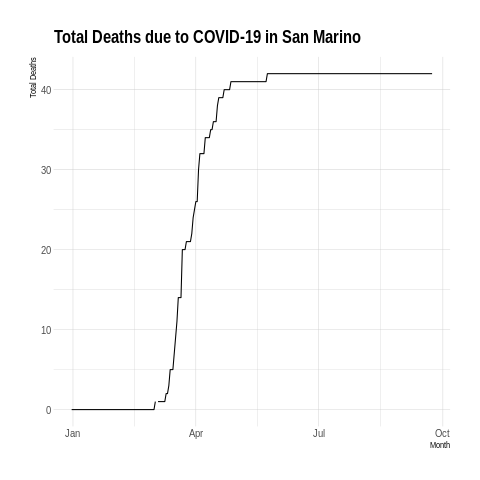 Total Deaths due to COVID-19 in San Marino
Total Deaths
40
30
20
10
0
Jan Apr Jul Oct
Month